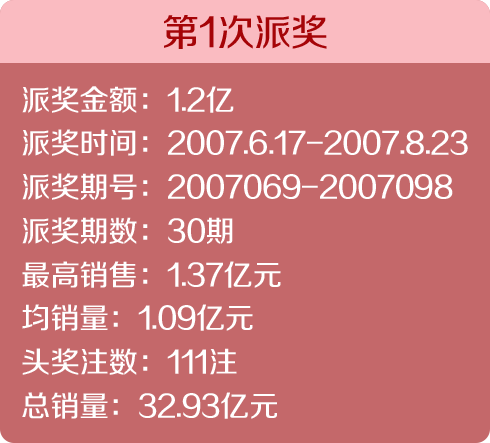 第1次派奖
派奖金额：1.2亿
派奖时间：2007.6.17-2007.8.23
派奖期号：2007069-2007098
派奖期数：30期
最高销售：1.37亿元
均销量：1.09亿元
头奖注数：111注
总销量：32.93亿元